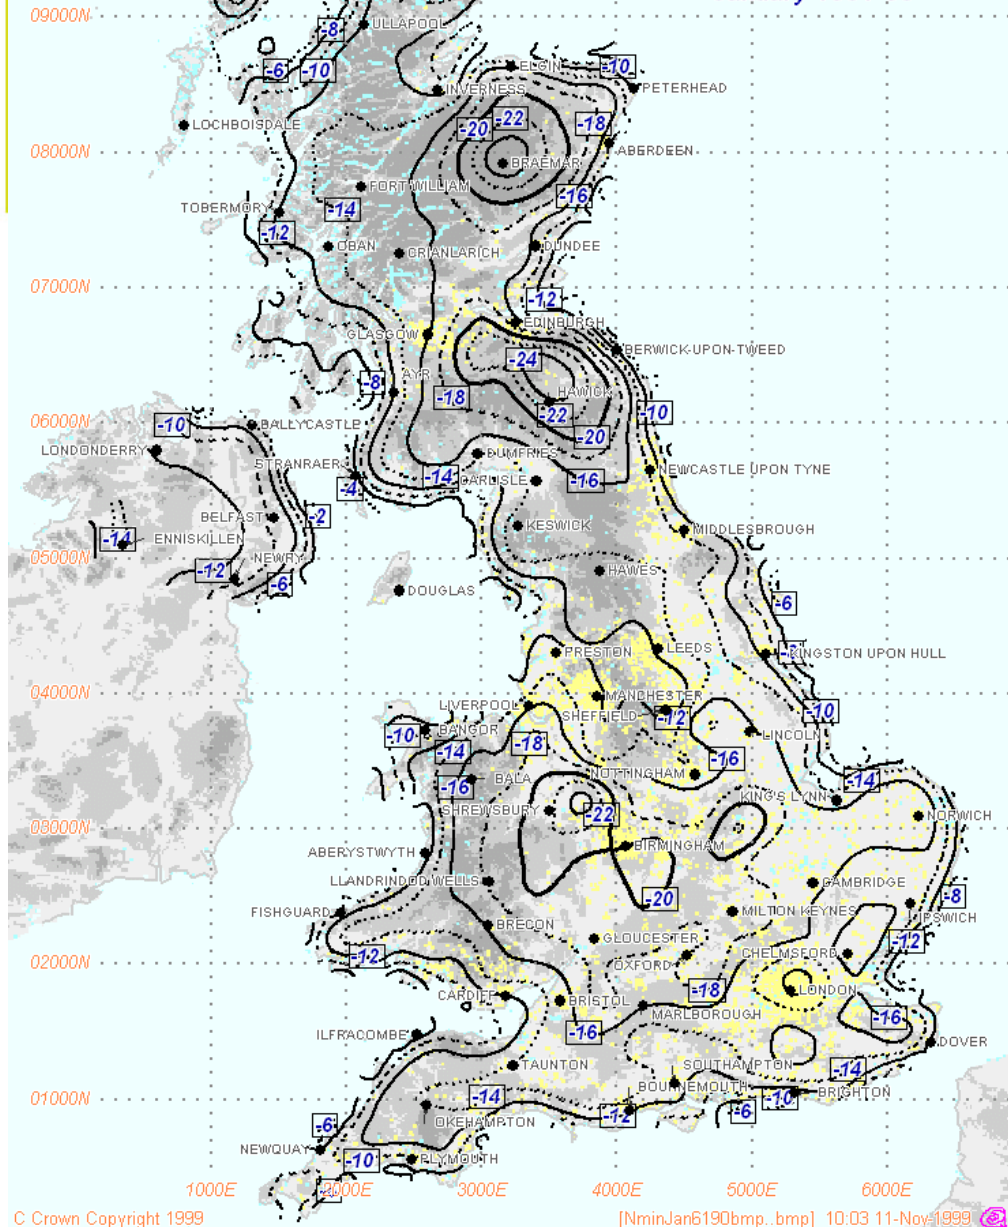 09000N
-8
ULLAPOOL
-6
-10
ELGIN
-10
INVERNESS
PETERHEAD
-22
-20
-18
LOCHBOISDALE
ABERDEEN
08000N
BRAEMAR
FORT WILLIAM
-16
TOBERMORY
-14
-12
OBAN
CRIANLARICH
DUNDEE
07000N
-12
EDINBURGH
GLASGOW
BERWICK-UPON-TWEED
-24
AYR
-8
HAWICK
-18
-22
-10
06000N
-10
BALLYCASTLE
-20
LONDONDERRY
DUMFRIES
STRANRAER
NEWCASTLE UPON TYNE
-14
CARLISLE
-16
-4
BELFAST
-2
KESWICK
MIDDLESBROUGH
-14
ENNISKILLEN
05000N
NEWRY
-12
HAWES
-6
DOUGLAS
-6
PRESTON
LEEDS
KINGSTON UPON HULL
04000N
MANCHESTER
LIVERPOOL
SHEFFIELD
-12
-10
BANGOR
-10
LINCOLN
-18
-14
-16
NOTTINGHAM
BALA
-16
-14
KING'S LYNN
SHREWSBURY
-22
NORWICH
03000N
BIRMINGHAM
ABERYSTWYTH
LLANDRINDOD WELLS
CAMBRIDGE
-20
-8
FISHGUARD
MILTON KEYNES
IPSWICH
BRECON
GLOUCESTER
-12
-12
CHELMSFORD
OXFORD
02000N
-18
LONDON
CARDIFF
BRISTOL
MARLBOROUGH
-16
-16
ILFRACOMBE
DOVER
TAUNTON
SOUTHAMPTON
-14
BOURNEMOUTH
BRIGHTON
01000N
-14
-10
-12
-6
OKEHAMPTON
-6
NEWQUAY
-10
PLYMOUTH
1000E 2000E 3000E 4000E 5000E 6000E
C Crown Copyright 1999 [NminJan6190bmp..bmp] 10:03 11-Nov-1999